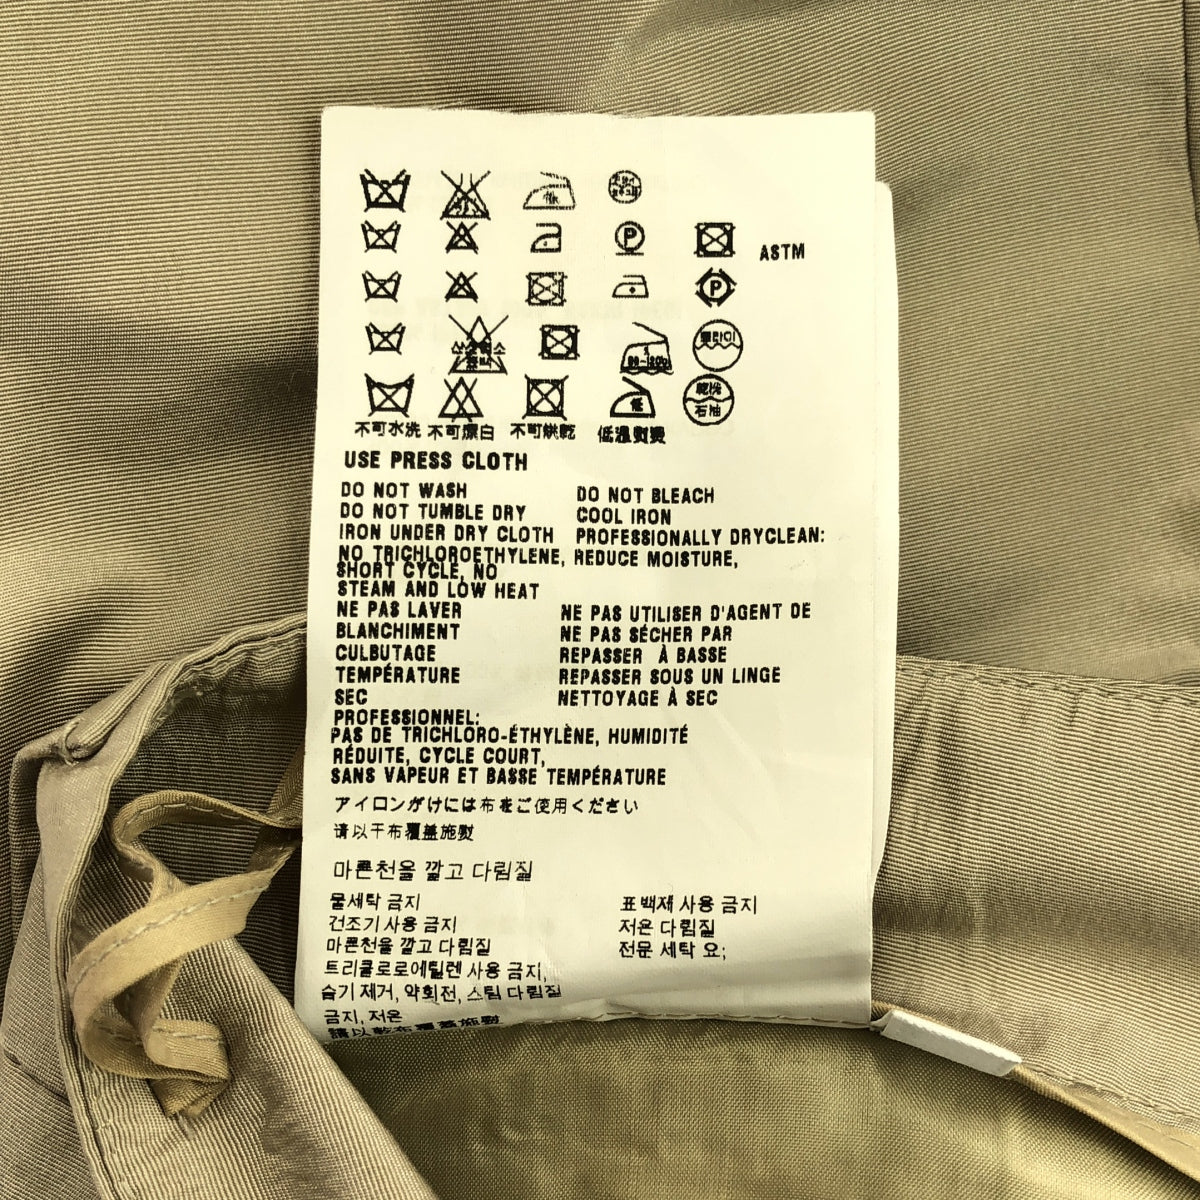 ASTM
不可水洗 不可漂白 不可烘乾 低溫熨燙
USE PRESS CLOTH
DO NOT WASH DO NOT BLEACH
DO NOT TUMBLE DRY COOL IRON
IRON UNDER DRY CLOTH PROFESSIONALLY DRYCLEAN:
NO TRICHLOROETHYLENE, REDUCE MOISTURE,
SHORT CYCLE, NO
STEAM AND LOW HEAT
NE PAS LAVER NE PAS UTILISER D'AGENT DE
BLANCHIMENT NE PAS SÉCHER PAR
CULBUTAGE REPASSER À BASSE
TEMPÉRATURE REPASSER SOUS UN LINGE
SEC NETTOYAGE À SEC
PROFESSIONNEL:
PAS DE TRICHLORO-ÉTHYLÈNE, HUMIDITÉ
RÉDUITE, CYCLE COURT,
SANS VAPEUR ET BASSE TEMPÉRATURE
アイロンがけには布をご使用ください
请以干布覆盖施熨
마른천을 깔고 다림질
물세탁 금지 표백제 사용 금지
건조기 사용 금지 저온 다림질
마른천을 깔고 다림질 전문 세탁 요;
트리클로로에틸렌 사용 금지,
습기 제거, 약회전, 스팀 다림질
금지, 저온
請以乾布覆蓋施熨